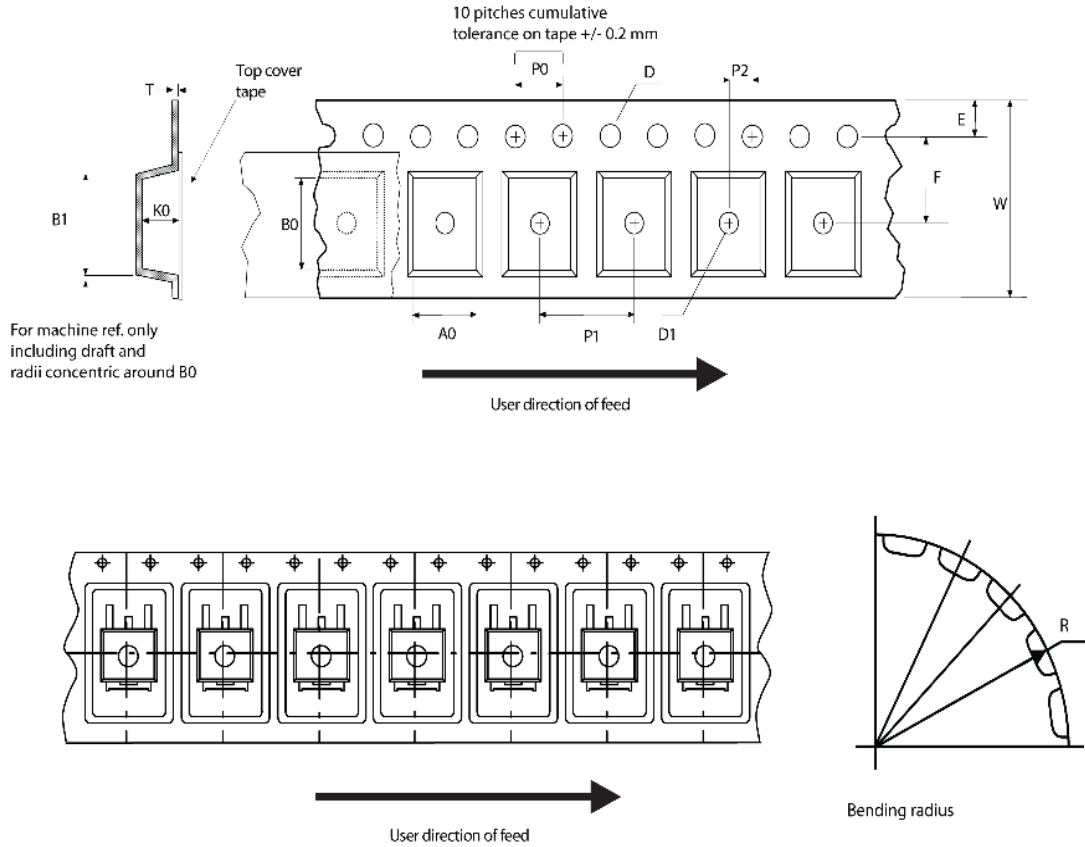 10 pitches cumulative
tolerance on tape +/- 0.2 mm
P0
D
P2
T
Top cover
tape
E
F
W
B1
K0
B0
For machine ref. only
including draft and
radii concentric around B0
A0
P1
D1
User direction of feed
R
Bending radius
User direction of feed